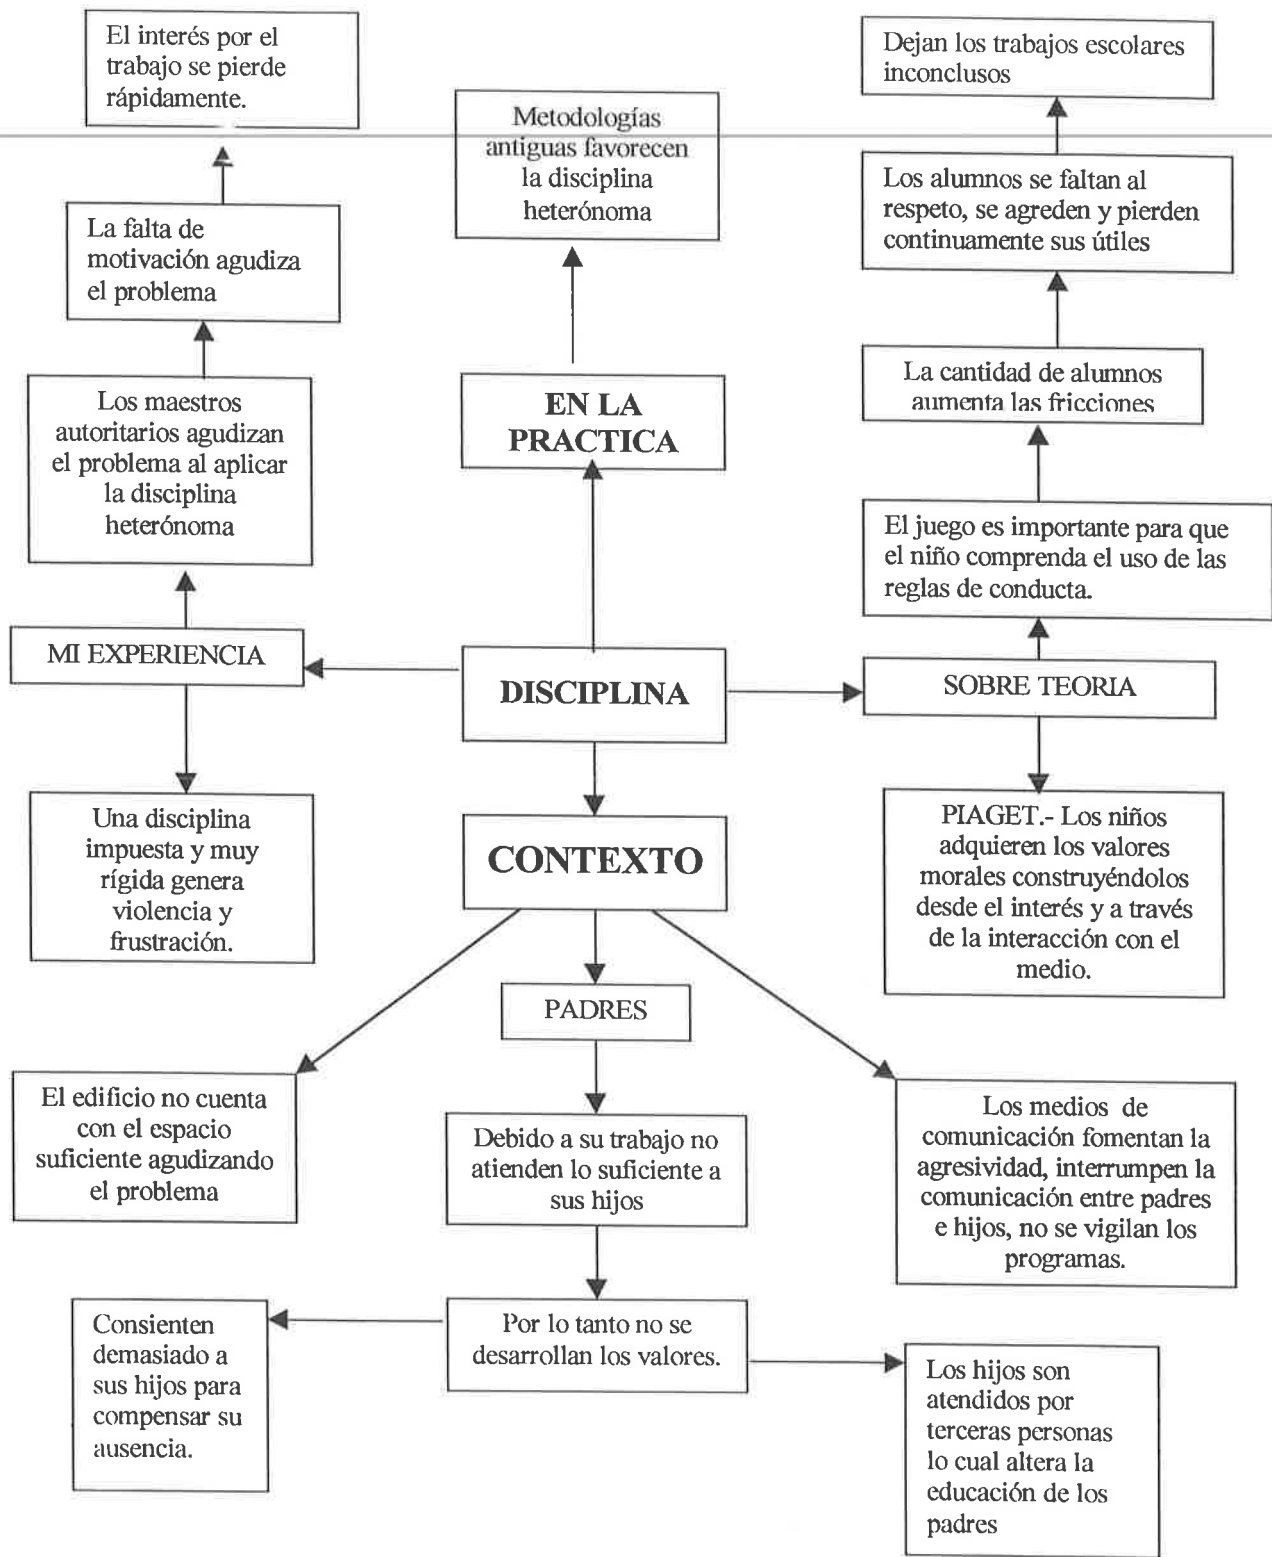 El interés por el
trabajo se pierde
rápidamente.
Metodologías
antiguas favorecen
la disciplina
heterónoma
Dejan los trabajos escolares
inconclusos
La falta de
motivación agudiza
el problema
Los alumnos se faltan al
respeto, se agreden y pierden
continuamente sus útiles
Los maestros
autoritarios agudizan
el problema al aplicar
la disciplina
heterónoma
EN LA
PRACTICA
La cantidad de alumnos
aumenta las fricciones
El juego es importante para que
el niño comprenda el uso de las
reglas de conducta.
MI EXPERIENCIA
DISCIPLINA
SOBRE TEORIA
Una disciplina
impuesta y muy
rígida genera
violencia y
frustración.
CONTEXTO
PIAGET.- Los niños
adquieren los valores
morales construyéndolos
desde el interés y a través
de la interacción con el
medio.
PADRES
El edificio no cuenta
con el espacio
suficiente agudizando
el problema
Debido a su trabajo no
atienden lo suficiente a
sus hijos
Los medios de
comunicación fomentan la
agresividad, interrumpen la
comunicación entre padres
e hijos, no se vigilan los
programas.
Consienten
demasiado a
sus hijos para
compensar su
ausencia.
Por lo tanto no se
desarrollan los valores.
Los hijos son
atendidos por
terceras personas
lo cual altera la
educación de los
padres